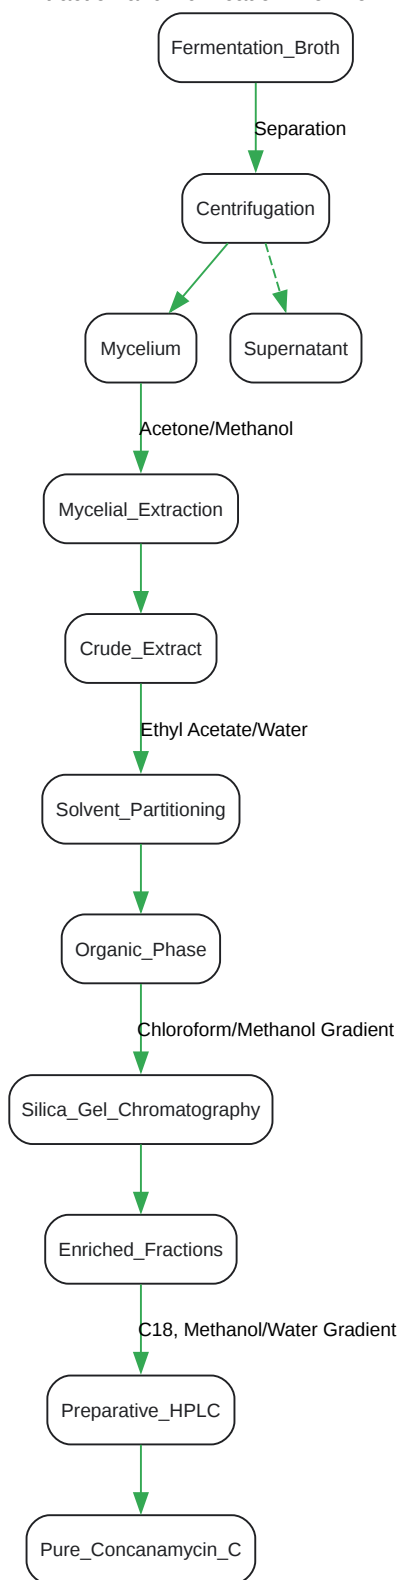 Fermentation_Broth
Separation
Centrifugation
Mycelium
Supernatant
Acetone/Methanol
Mycelial_Extraction
Crude_Extract
Ethyl Acetate/Water
Solvent_Partitioning
Organic_Phase
Chloroform/Methanol Gradient
Silica_Gel_Chromatography
Enriched_Fractions
C18, Methanol/Water Gradient
Preparative_HPLC
Pure_Concanamycin_C